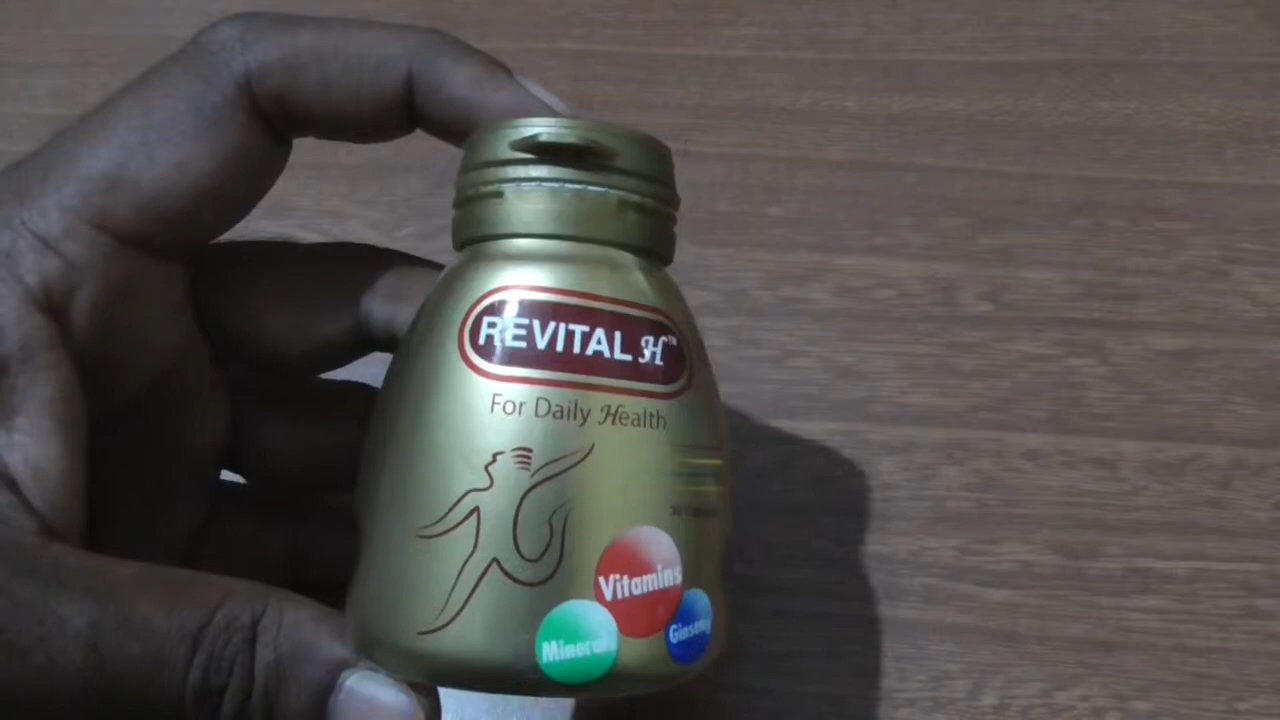 REVITAL H™
For Daily Health
Vitamins
Minerals
Ginseng